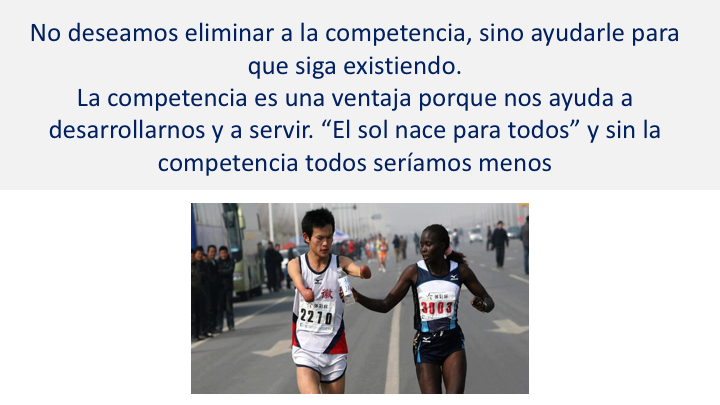 No deseamos eliminar a la competencia, sino ayudarle para
que siga existiendo.
La competencia es una ventaja porque nos ayuda a
desarrollarnos y a servir. “El sol nace para todos” y sin la
competencia todos seríamos menos
2270
3003